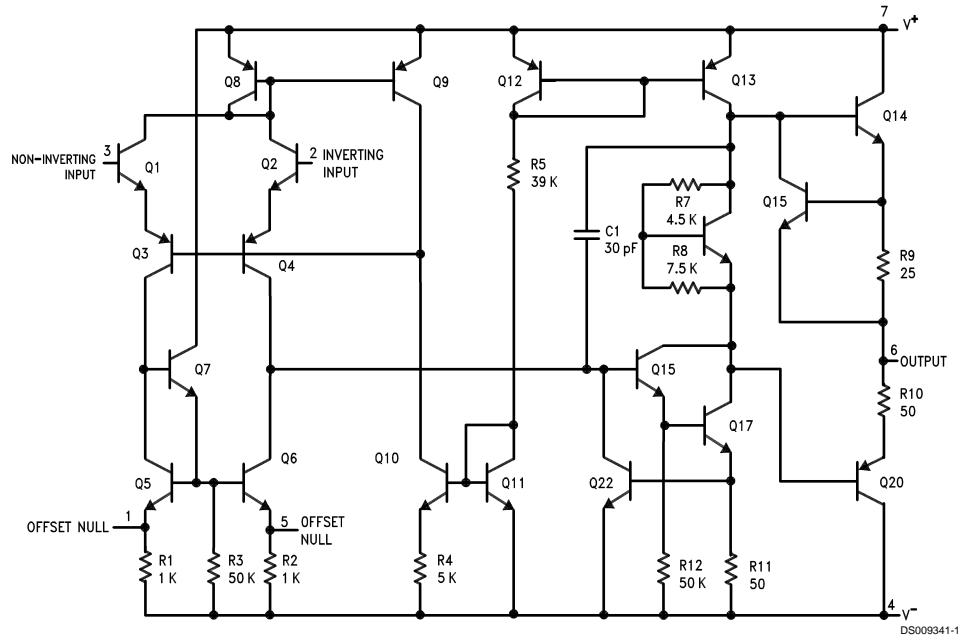 7
V+
Q8
Q9
Q12
Q13
Q14
3
NON-INVERTING
INPUT
Q1
Q2
2 INVERTING
INPUT
R5
39 K
R7
4.5 K
Q15
C1
30 pF
R8
7.5 K
Q3
Q4
R9
25
6
OUTPUT
Q7
Q15
R10
50
Q17
Q5
Q6
Q10
Q11
Q22
Q20
OFFSET NULL
1
5
OFFSET
NULL
R1
1 K
R3
50 K
R2
1 K
R4
5 K
R12
50 K
R11
50
4
V−
DS009341-1